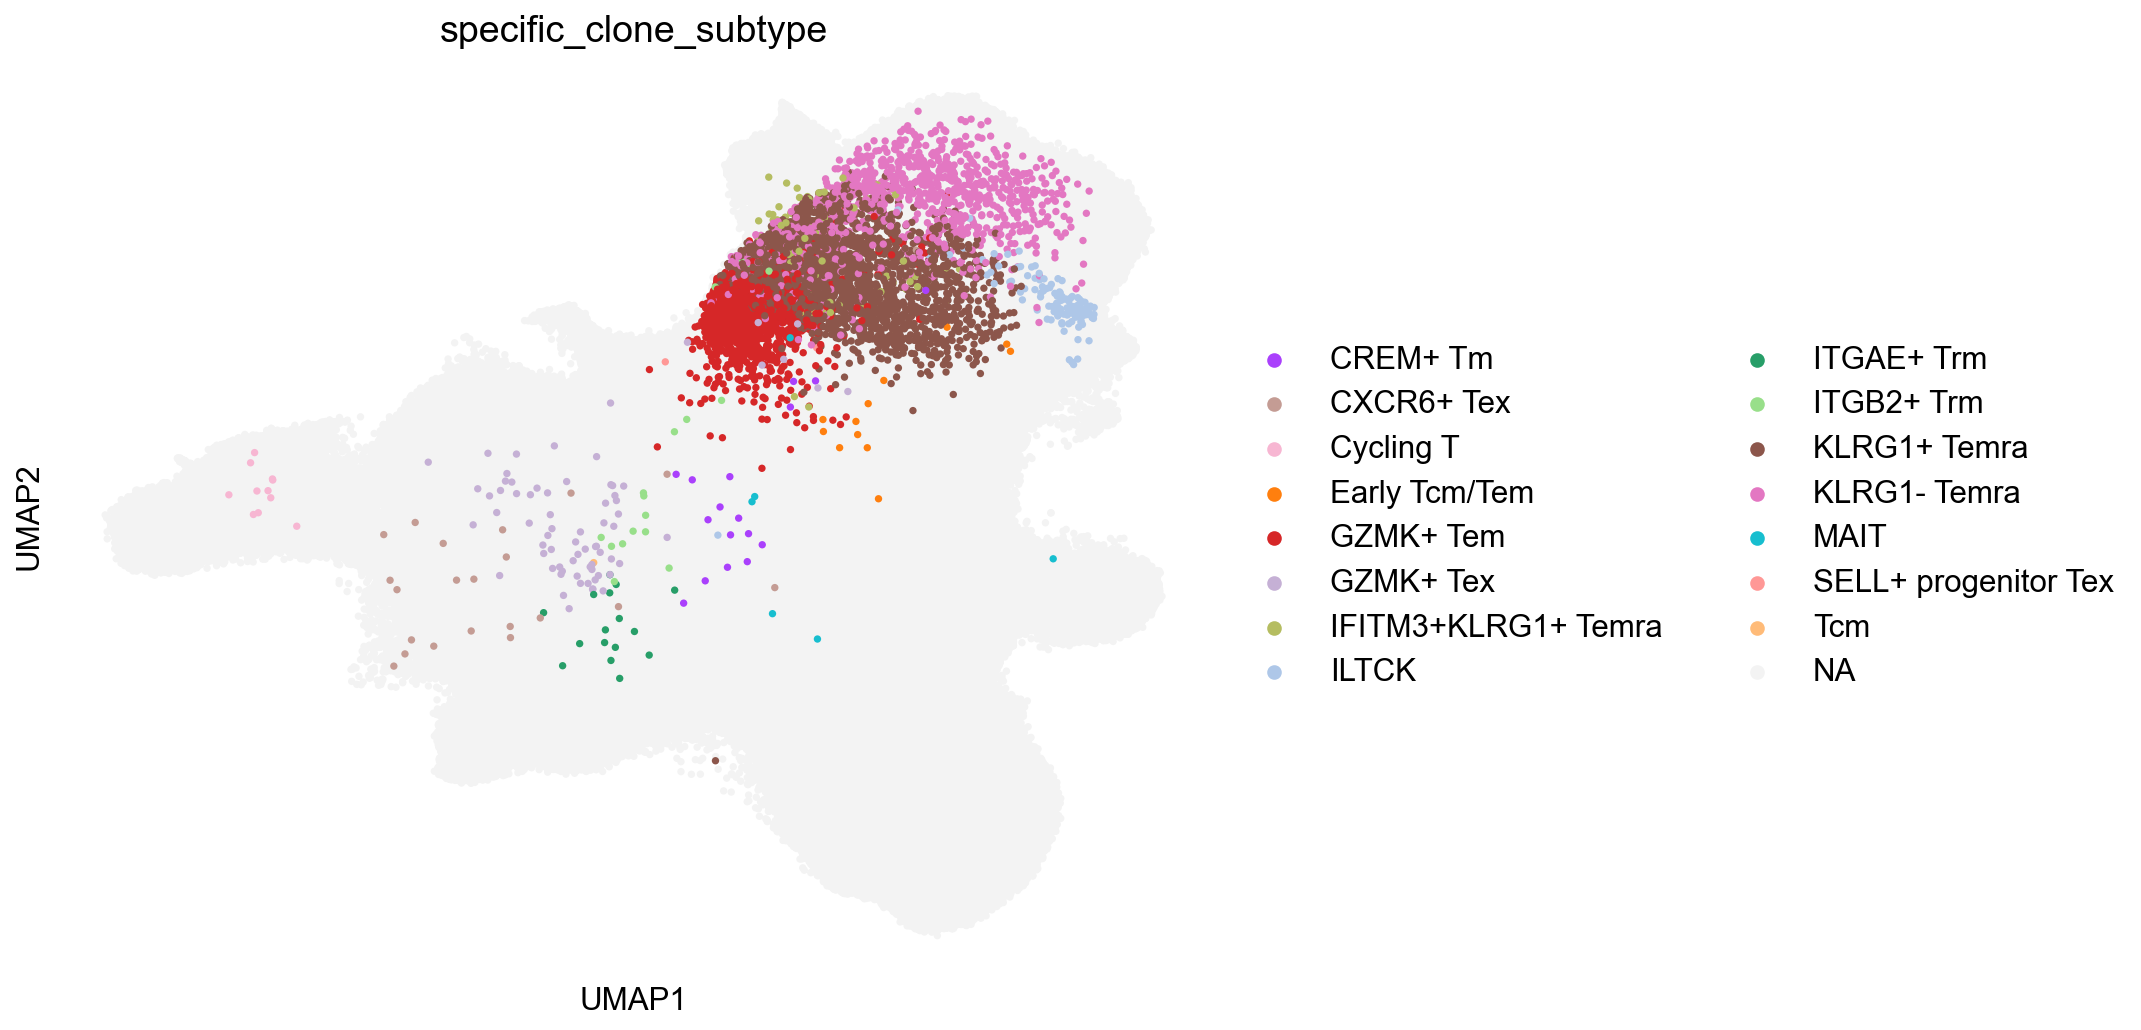 specific_clone_subtype
UMAP2
UMAP1
CREM+ Tm
CXCR6+ Tex
Cycling T
Early Tcm/Tem
GZMK+ Tem
GZMK+ Tex
IFITM3+KLRG1+ Temra
ILTCK
ITGAE+ Trm
ITGB2+ Trm
KLRG1+ Temra
KLRG1- Temra
MAIT
SELL+ progenitor Tex
Tcm
NA